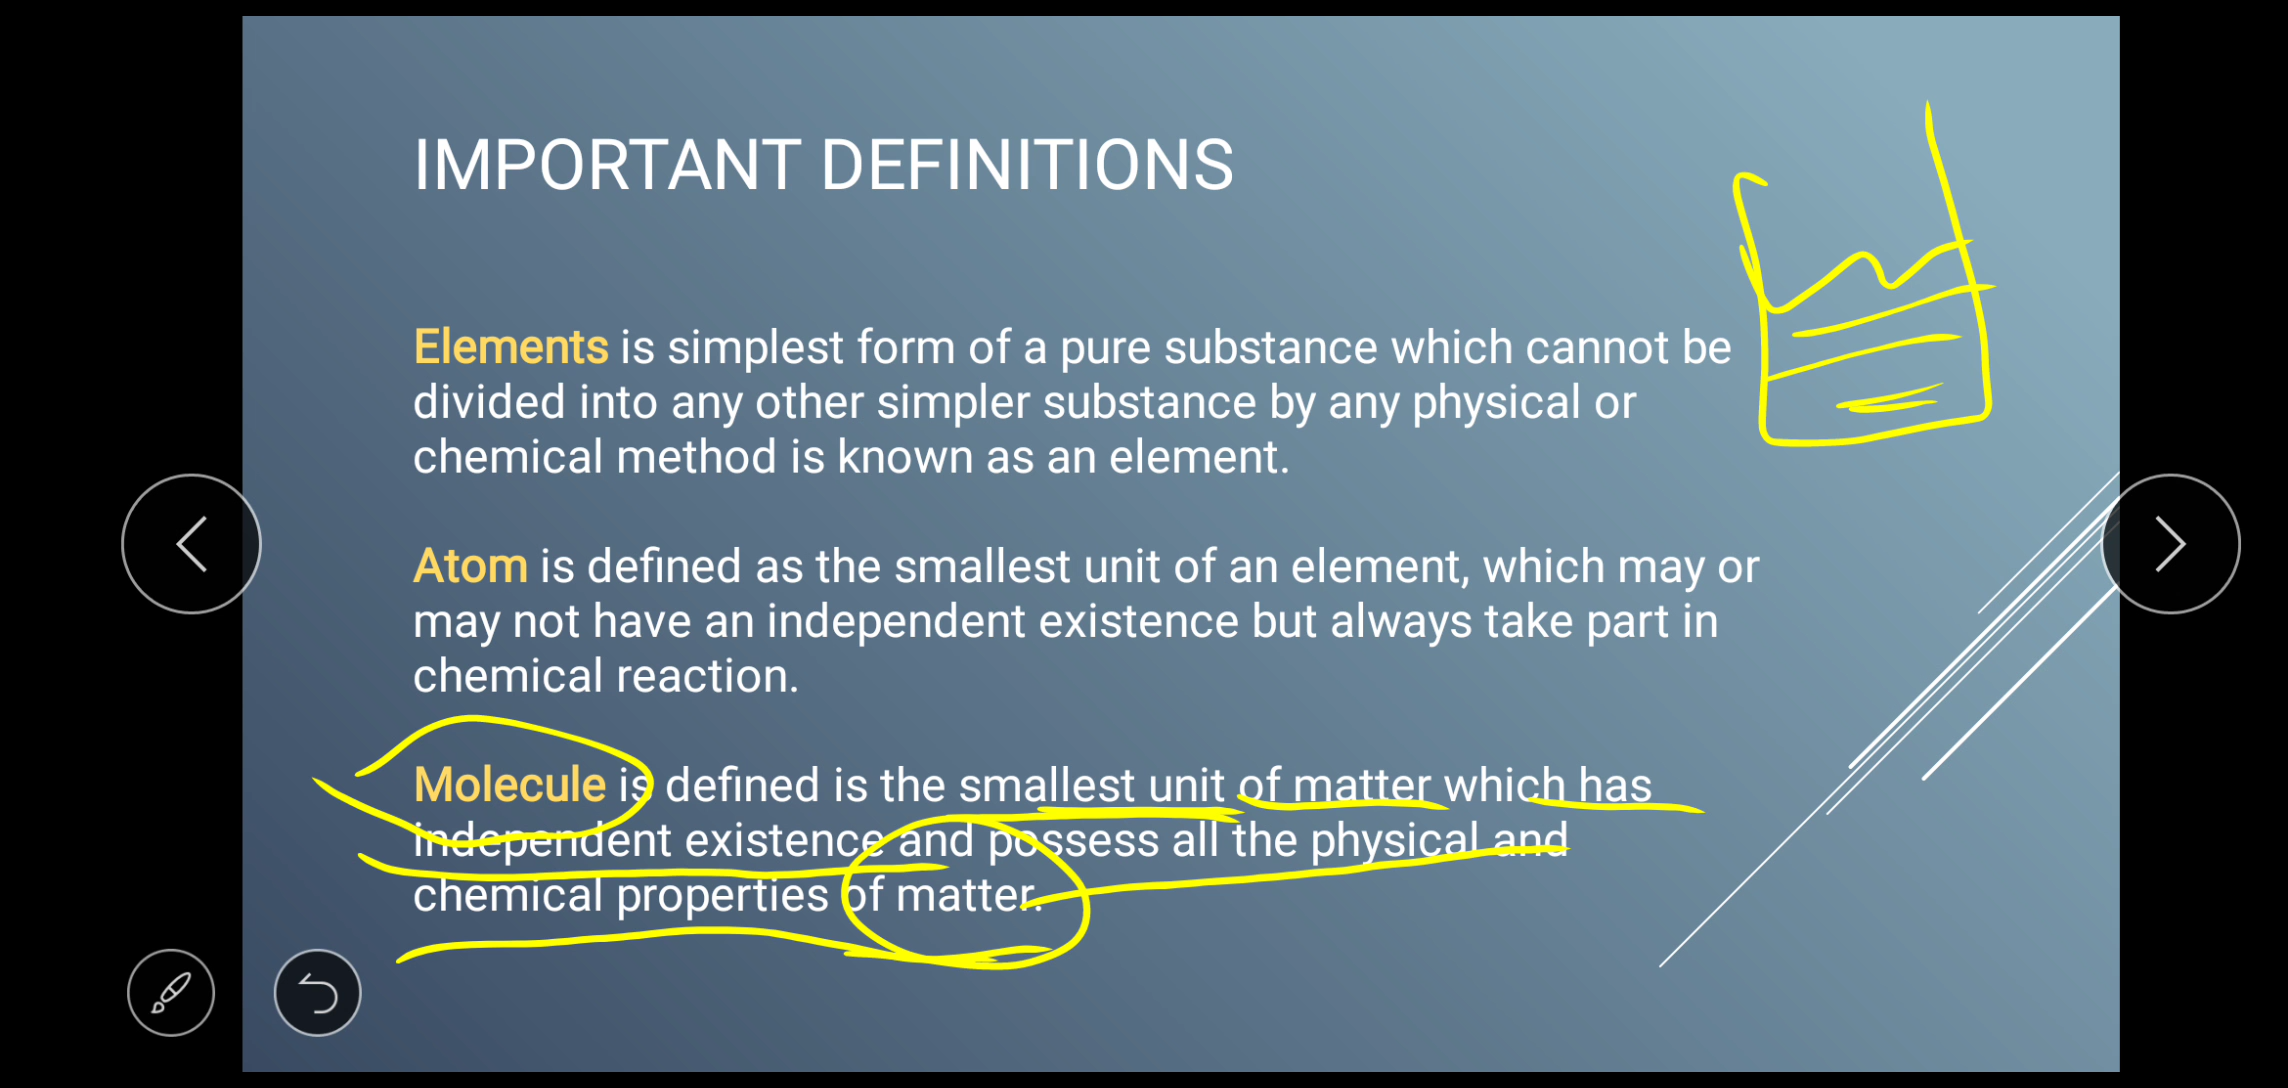 IMPORTANT DEFINITIONS
Elements is simplest form of a pure substance which cannot be
divided into any other simpler substance by any physical or
chemical method is known as an element.
Atom is defined as the smallest unit of an element, which may or
may not have an independent existence but always take part in
chemical reaction.
Molecule is defined is the smallest unit of matter which has
independent existence and possess all the physical and
chemical properties of matter.